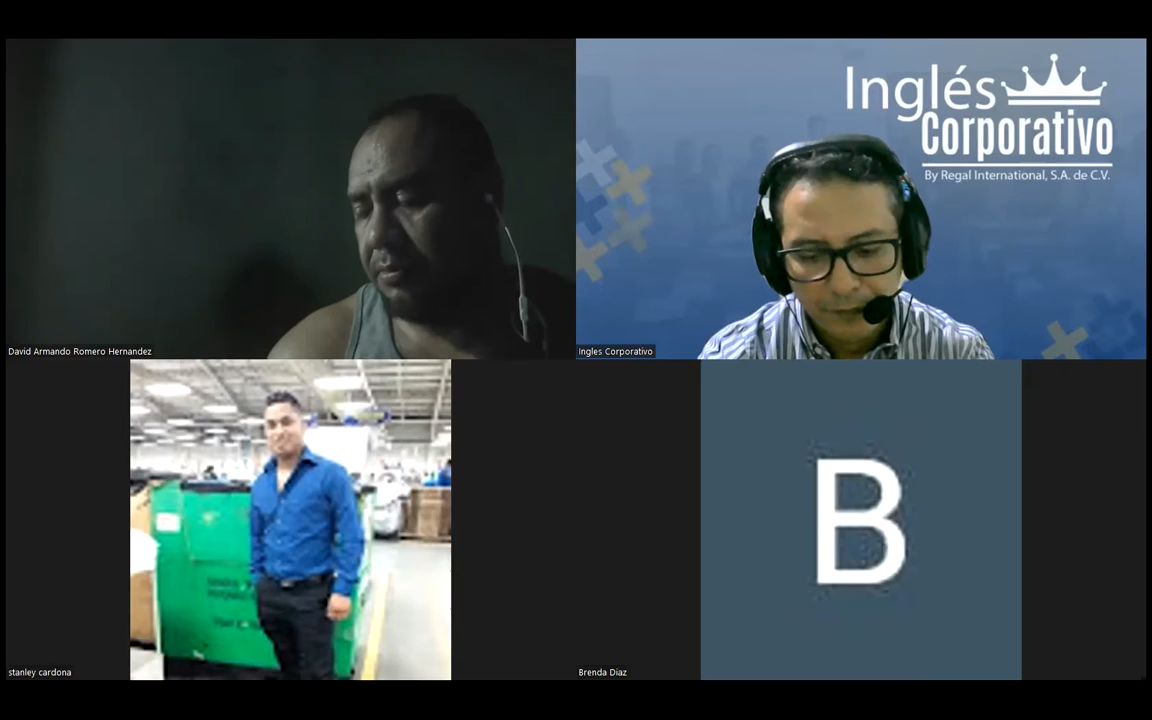 Inglés
Corporativo
By Regal International, S.A. de C.V.
David Armando Romero Hernandez
Ingles Corporativo
B
stanley cardona
Brenda Diaz